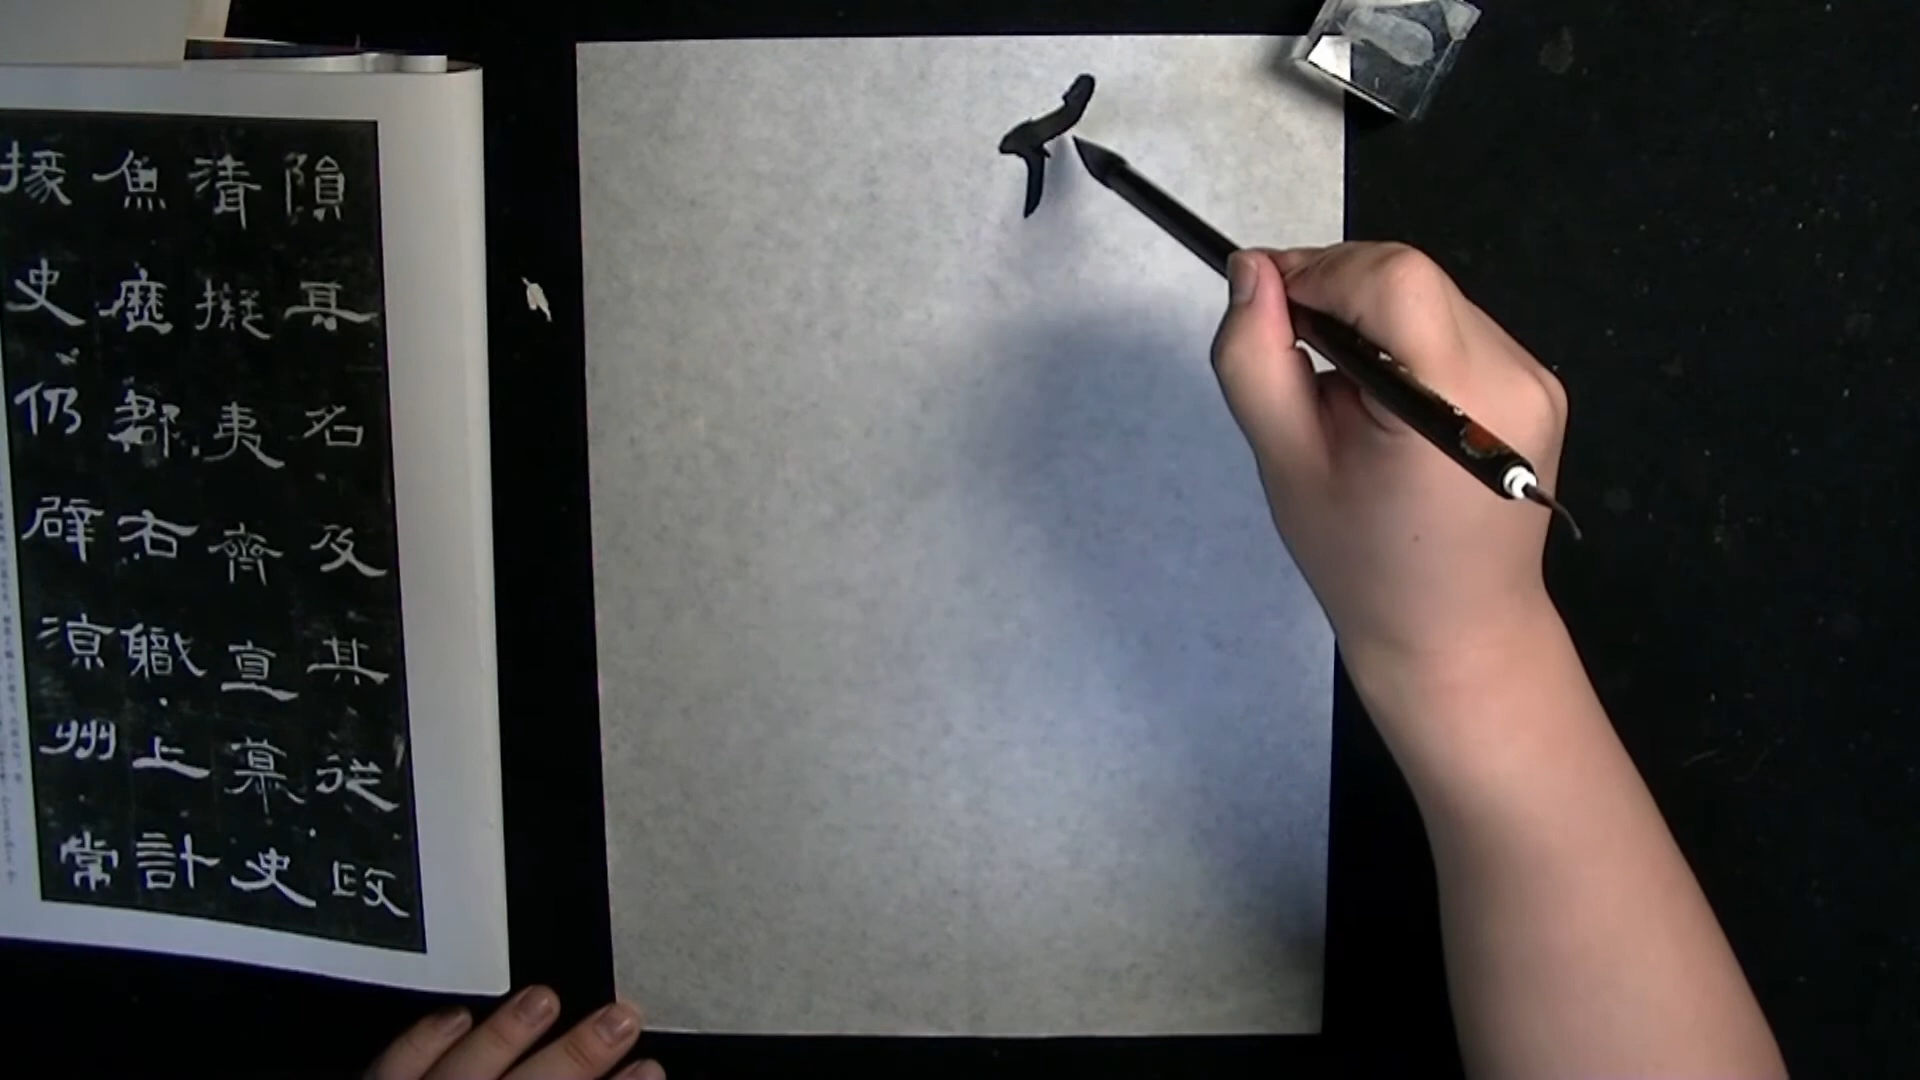 隕其名及其從政
清擬夷齊直慕史
魚歷郡右職上計
掾史仍辟涼州常